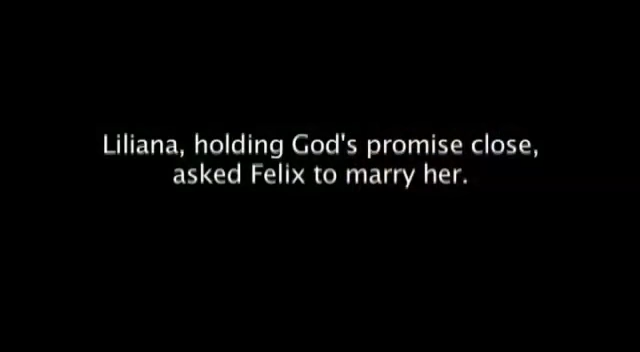 Liliana, holding God's promise close,
asked Felix to marry her.